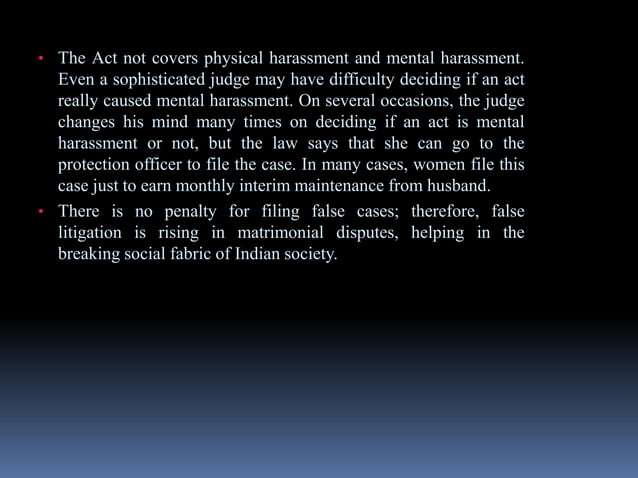 • The Act not covers physical harassment and mental harassment.
Even a sophisticated judge may have difficulty deciding if an act
really caused mental harassment. On several occasions, the judge
changes his mind many times on deciding if an act is mental
harassment or not, but the law says that she can go to the
protection officer to file the case. In many cases, women file this
case just to earn monthly interim maintenance from husband.
• There is no penalty for filing false cases; therefore, false
litigation is rising in matrimonial disputes, helping in the
breaking social fabric of Indian society.